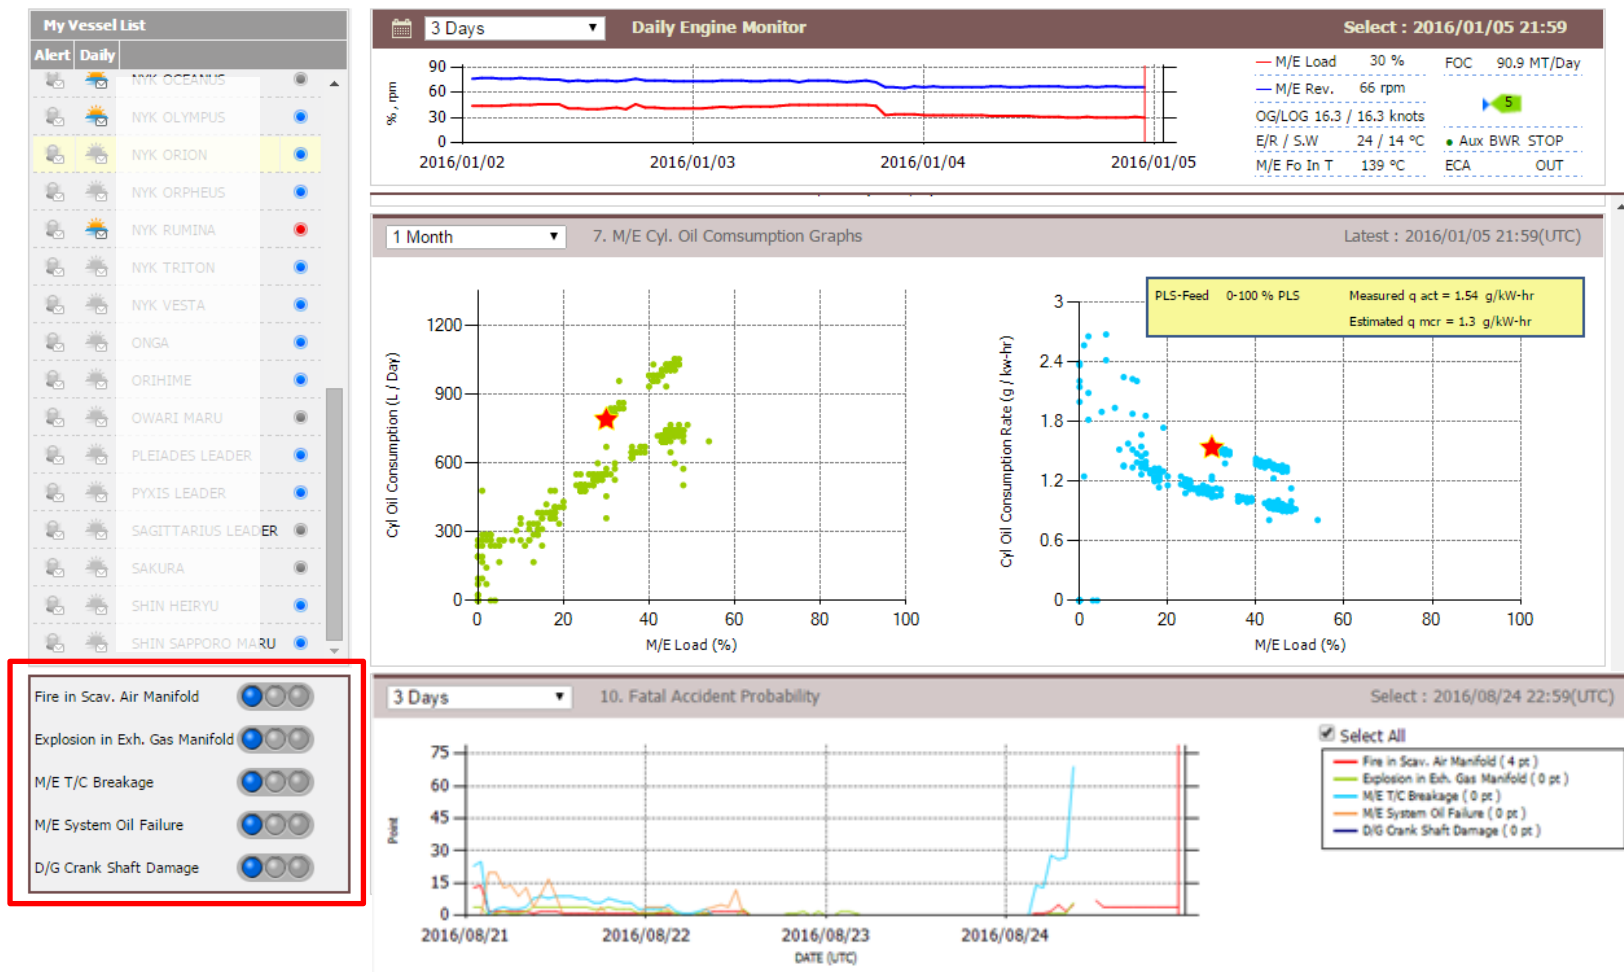 My Vessel List
Alert Daily
NYK OCEANUS
NYK OLYMPUS
NYK ORION
NYK ORPHEUS
NYK RUMINA
NYK TRITON
NYK VESTA
ONGA
ORIHIME
OWARI MARU
PLEIADES LEADER
PYXIS LEADER
SAGITTARIUS LEADER
SAKURA
SHIN HEIRYU
SHIN SAPPORO MARU
Fire in Scav. Air Manifold
Explosion in Exh. Gas Manifold
M/E T/C Breakage
M/E System Oil Failure
D/G Crank Shaft Damage
3 Days
Daily Engine Monitor
Select : 2016/01/05 21:59
%, rpm
90
60
30
0
2016/01/02 2016/01/03 2016/01/04 2016/01/05
M/E Load 30 % FOC 90.9 MT/Day
M/E Rev. 66 rpm
5
OG/LOG 16.3 / 16.3 knots
E/R / S.W 24 / 14 °C Aux BWR STOP
M/E Fo In T 139 °C ECA OUT
1 Month
7. M/E Cyl. Oil Comsumption Graphs
Latest : 2016/01/05 21:59(UTC)
Cyl Oil Consumption (L / Day)
1200
900
600
300
0
0 20 40 60 80 100
M/E Load (%)
PLS-Feed 0-100 % PLS Measured q act = 1.54 g/kW-hr
Estimated q mcr = 1.3 g/kW-hr
Cyl Oil Consumption Rate (g / kw-hr)
3
2.4
1.8
1.2
0.6
0
0 20 40 60 80 100
M/E Load (%)
3 Days
10. Fatal Accident Probability
Select : 2016/08/24 22:59(UTC)
Point
75
60
45
30
15
0
2016/08/21 2016/08/22 2016/08/23 2016/08/24
DATE (UTC)
Select All
Fire in Scav. Air Manifold ( 4 pt )
Explosion in Exh. Gas Manifold ( 0 pt )
M/E T/C Breakage ( 0 pt )
M/E System Oil Failure ( 0 pt )
D/G Crank Shaft Damage ( 0 pt )